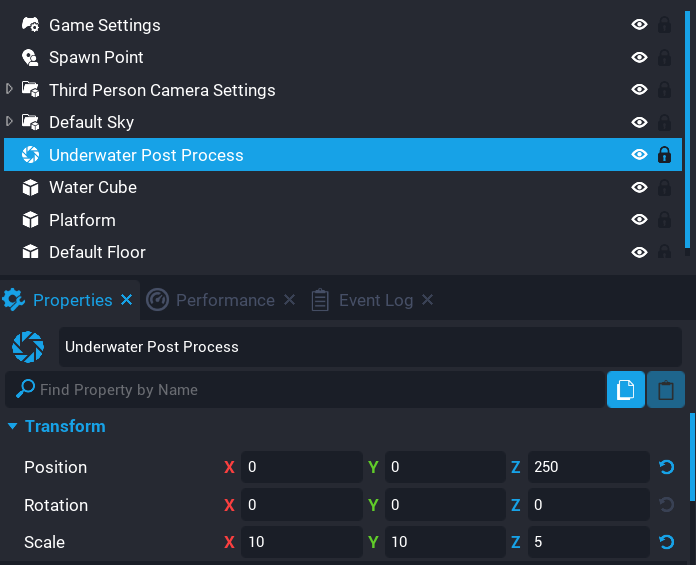 Game Settings
Spawn Point
Third Person Camera Settings
Default Sky
Underwater Post Process
Water Cube
Platform
Default Floor
Properties Performance Event Log
Underwater Post Process
Find Property by Name
Transform
Position X 0 Y 0 Z 250
Rotation X 0 Y 0 Z 0
Scale X 10 Y 10 Z 5